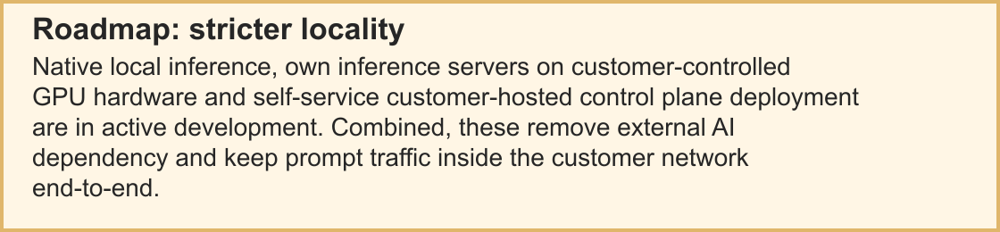 Roadmap: stricter locality
Native local inference, own inference servers on customer-controlled
GPU hardware and self-service customer-hosted control plane deployment
are in active development. Combined, these remove external AI
dependency and keep prompt traffic inside the customer network
end-to-end.